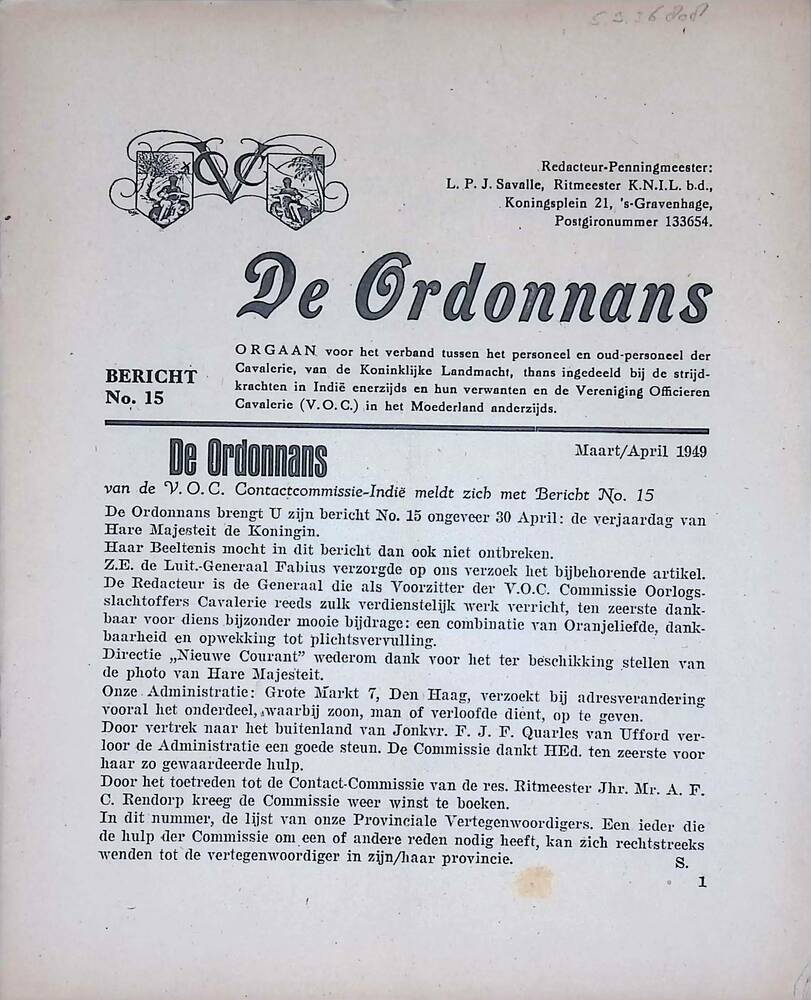 VOC
Redacteur-Penningmeester:
L. P. J. Savalle, Ritmeester K.N.I.L. b.d.,
Koningsplein 21, 's-Gravenhage,
Postgironummer 133654.
De Ordonnans
BERICHT
No. 15
ORGAAN voor het verband tussen het personeel en oud-personeel der
Cavalerie, van de Koninklijke Landmacht, thans ingedeeld bij de strijd-
krachten in Indië enerzijds en hun verwanten en de Vereniging Officieren
Cavalerie (V.O.C.) in het Moederland anderzijds.
De Ordonnans
Maart/April 1949
van de V.O.C. Contactcommissie-Indië meldt zich met Bericht No. 15
De Ordonnans brengt U zijn bericht No. 15 ongeveer 30 April: de verjaardag van
Hare Majesteit de Koningin.
Haar Beeltenis mocht in dit bericht dan ook niet ontbreken.
Z.E. de Luit.-Generaal Fabius verzorgde op ons verzoek het bijbehorende artikel.
De Redacteur is de Generaal die als Voorzitter der V.O.C. Commissie Oorlogs-
slachtoffers Cavalerie reeds zulk verdienstelijk werk verricht, ten zeerste dank-
baar voor diens bijzonder mooie bijdrage: een combinatie van Oranjeliefde, dank-
baarheid en opwekking tot plichtsvervulling.
Directie „Nieuwe Courant” wederom dank voor het ter beschikking stellen van
de photo van Hare Majesteit.
Onze Administratie: Grote Markt 7, Den Haag, verzoekt bij adresverandering
vooral het onderdeel, waarbij zoon, man of verloofde dient, op te geven.
Door vertrek naar het buitenland van Jonkvr. F. J. F. Quarles van Ufford ver-
loor de Administratie een goede steun. De Commissie dankt HEd. ten zeerste voor
haar zo gewaardeerde hulp.
Door het toetreden tot de Contact-Commissie van de res. Ritmeester Jhr. Mr. A. F.
C. Rendorp kreeg de Commissie weer winst te boeken.
In dit nummer, de lijst van onze Provinciale Vertegenwoordigers. Een ieder die
de hulp der Commissie om een of andere reden nodig heeft, kan zich rechtstreeks
wenden tot de vertegenwoordiger in zijn/haar provincie.
S.
1